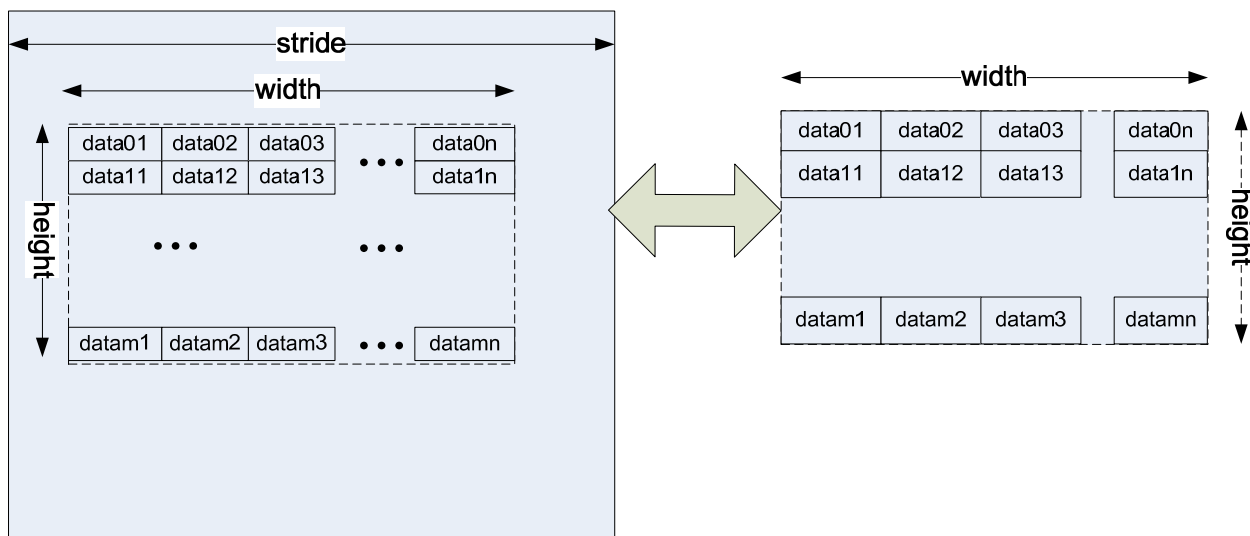 stride
width
height
data01 data02 data03 ... data0n
data11 data12 data13 data1n
... ...
datam1 datam2 datam3 ... datamn
width
height
data01 data02 data03 data0n
data11 data12 data13 data1n
datam1 datam2 datam3 datamn